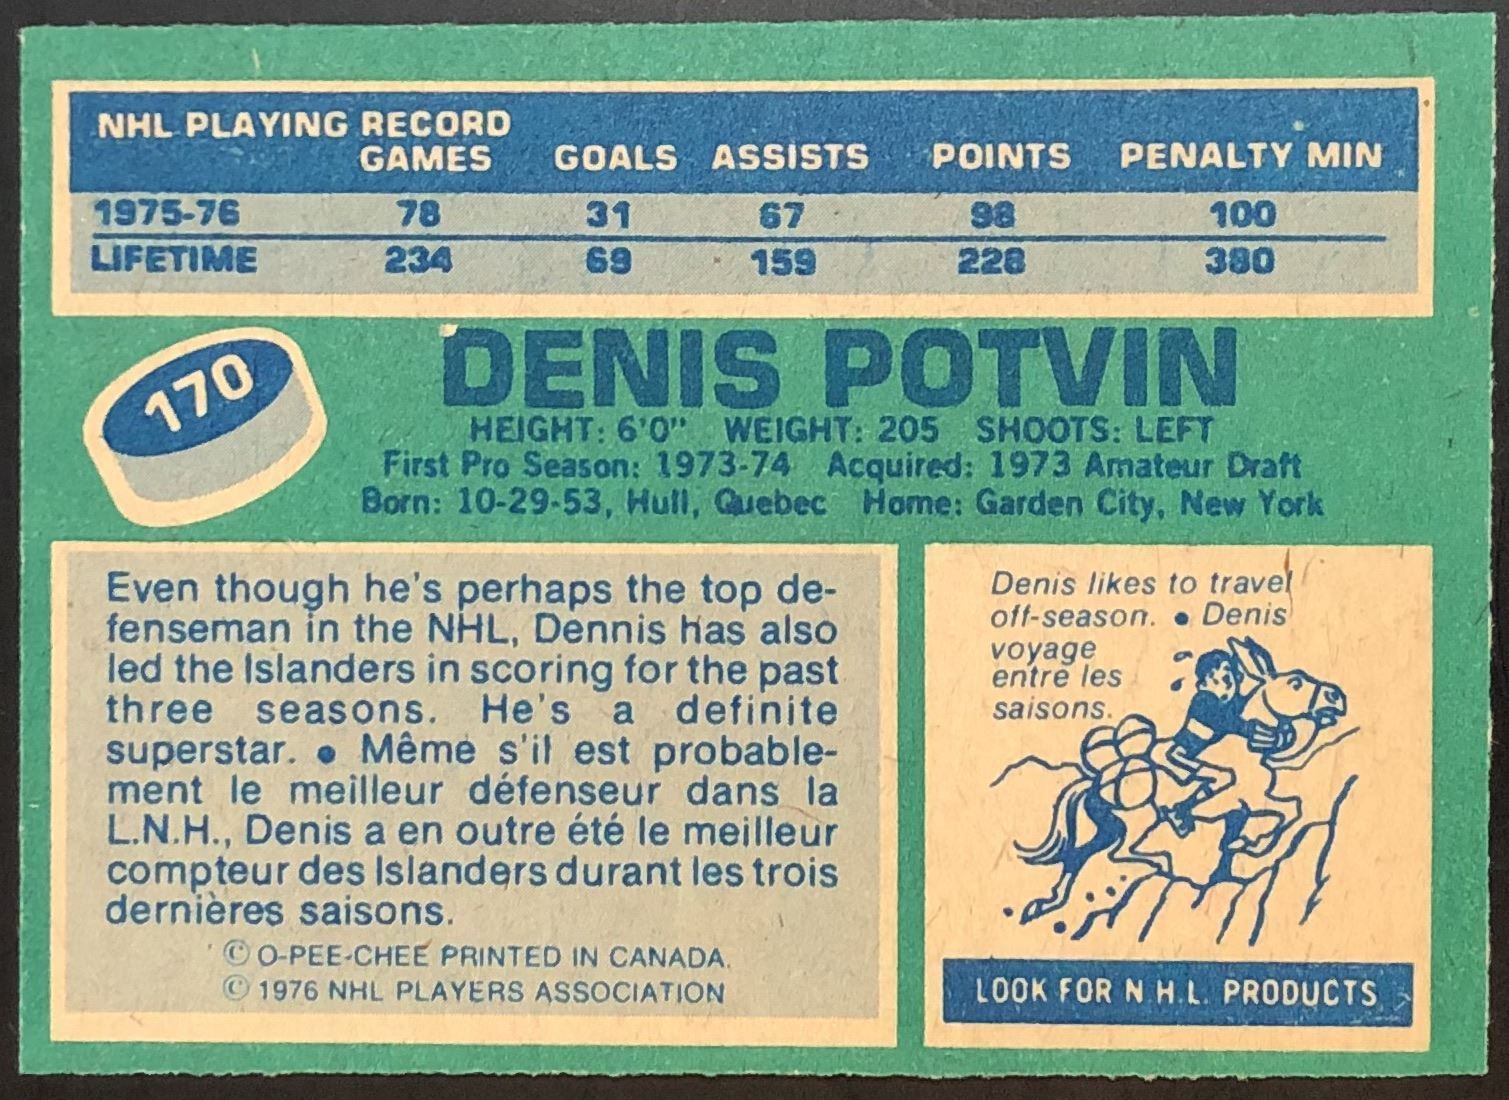 NHL PLAYING RECORD
GAMES GOALS ASSISTS POINTS PENALTY MIN
1975-76 78 31 67 98 100
LIFETIME 234 69 159 228 380
170
DENIS POTVIN
HEIGHT: 6'0" WEIGHT: 205 SHOOTS: LEFT
First Pro Season: 1973-74 Acquired: 1973 Amateur Draft
Born: 10-29-53, Hull, Quebec Home: Garden City, New York
Even though he's perhaps the top de-
fenseman in the NHL, Dennis has also
led the Islanders in scoring for the past
three seasons. He's a definite
superstar. • Même s'il est probable-
ment le meilleur défenseur dans la
L.N.H., Denis a en outre été le meilleur
compteur des Islanders durant les trois
dernières saisons.
© O-PEE-CHEE PRINTED IN CANADA.
© 1976 NHL PLAYERS ASSOCIATION
Denis likes to travel
off-season. • Denis
voyage
entre les
saisons.
LOOK FOR N H.L. PRODUCTS